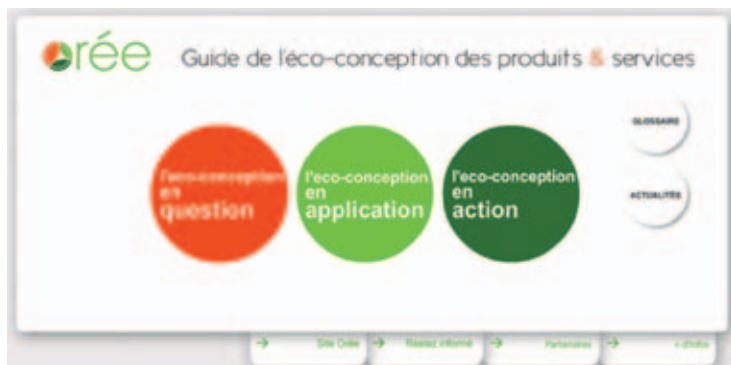 orée
Guide de l'éco-conception des produits & services
GLOSSAIRE
l'eco-conception
en
question
l'eco-conception
en
application
l'eco-conception
en
action
ACTUALITÉS
→ Site Orée
→ Restez informé
→ Partenaires
→ + d'infos